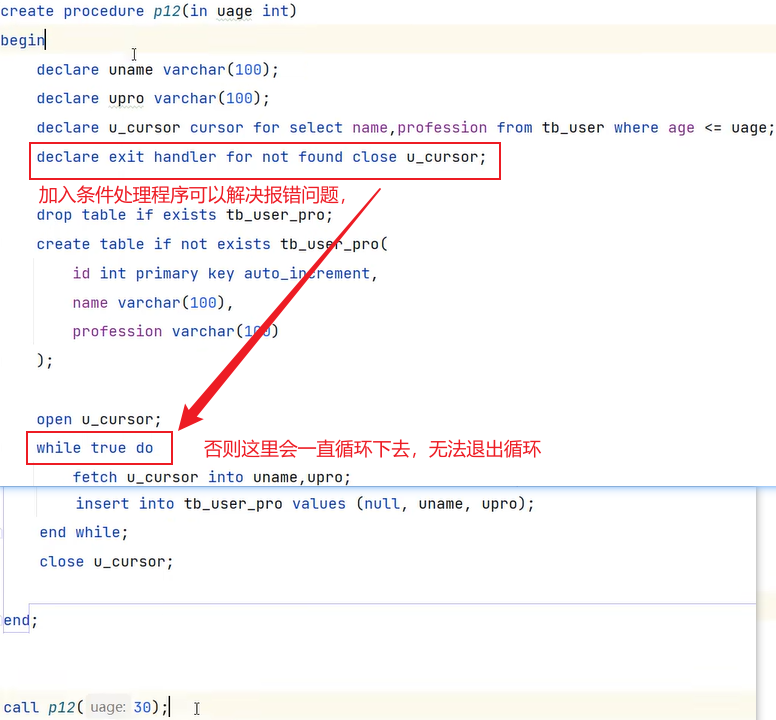 create procedure p12(in uage int)
begin
declare uname varchar(100);
declare upro varchar(100);
declare u_cursor cursor for select name,profession from tb_user where age <= uage;
declare exit handler for not found close u_cursor;
加入条件处理程序可以解决报错问题，
drop table if exists tb_user_pro;
create table if not exists tb_user_pro(
id int primary key auto_increment,
name varchar(100),
profession varchar(100)
);
open u_cursor;
while true do
否则这里会一直循环下去，无法退出循环
fetch u_cursor into uname,upro;
insert into tb_user_pro values (null, uname, upro);
end while;
close u_cursor;
end;
call p12( uage: 30);